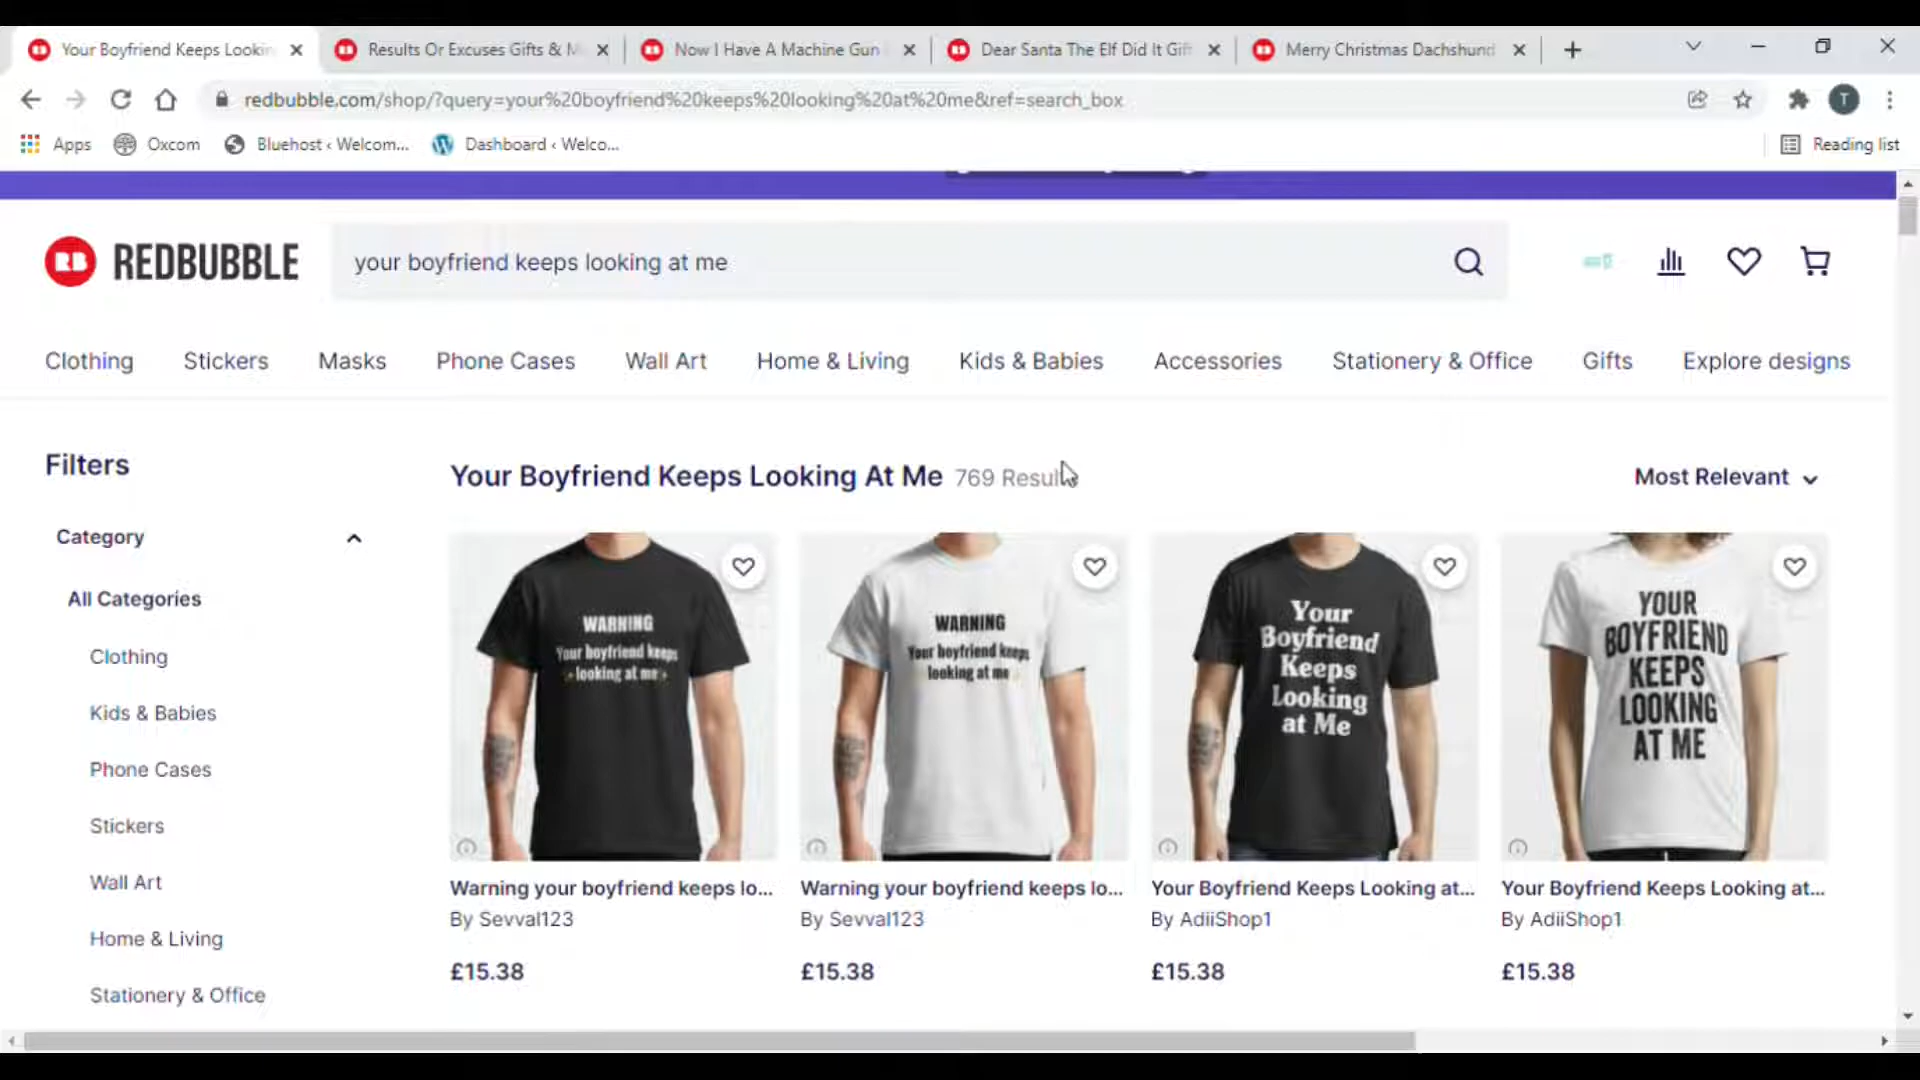 Your Boyfriend Keeps Lookin
Results Or Excuses Gifts & M
Now I Have A Machine Gun
Dear Santa The Elf Did It Gif
Merry Christmas Dachshund
redbubble.com/shop/?query=your%20boyfriend%20keeps%20looking%20at%20me&ref=search_box
T
Apps
Oxcom
Bluehost ‹ Welcom...
Dashboard ‹ Welco...
Reading list
RB REDBUBBLE
your boyfriend keeps looking at me
Clothing
Stickers
Masks
Phone Cases
Wall Art
Home & Living
Kids & Babies
Accessories
Stationery & Office
Gifts
Explore designs
Filters
Category
All Categories
Clothing
Kids & Babies
Phone Cases
Stickers
Wall Art
Home & Living
Stationery & Office
Your Boyfriend Keeps Looking At Me 769 Results
Most Relevant
WARNING
Your boyfriend keeps
looking at me
Warning your boyfriend keeps lo...
By Sevval123
£15.38
WARNING
Your boyfriend keeps
looking at me
Warning your boyfriend keeps lo...
By Sevval123
£15.38
Your
Boyfriend
Keeps
Looking
at Me
Your Boyfriend Keeps Looking at...
By AdiiShop1
£15.38
YOUR
BOYFRIEND
KEEPS
LOOKING
AT ME
Your Boyfriend Keeps Looking at...
By AdiiShop1
£15.38